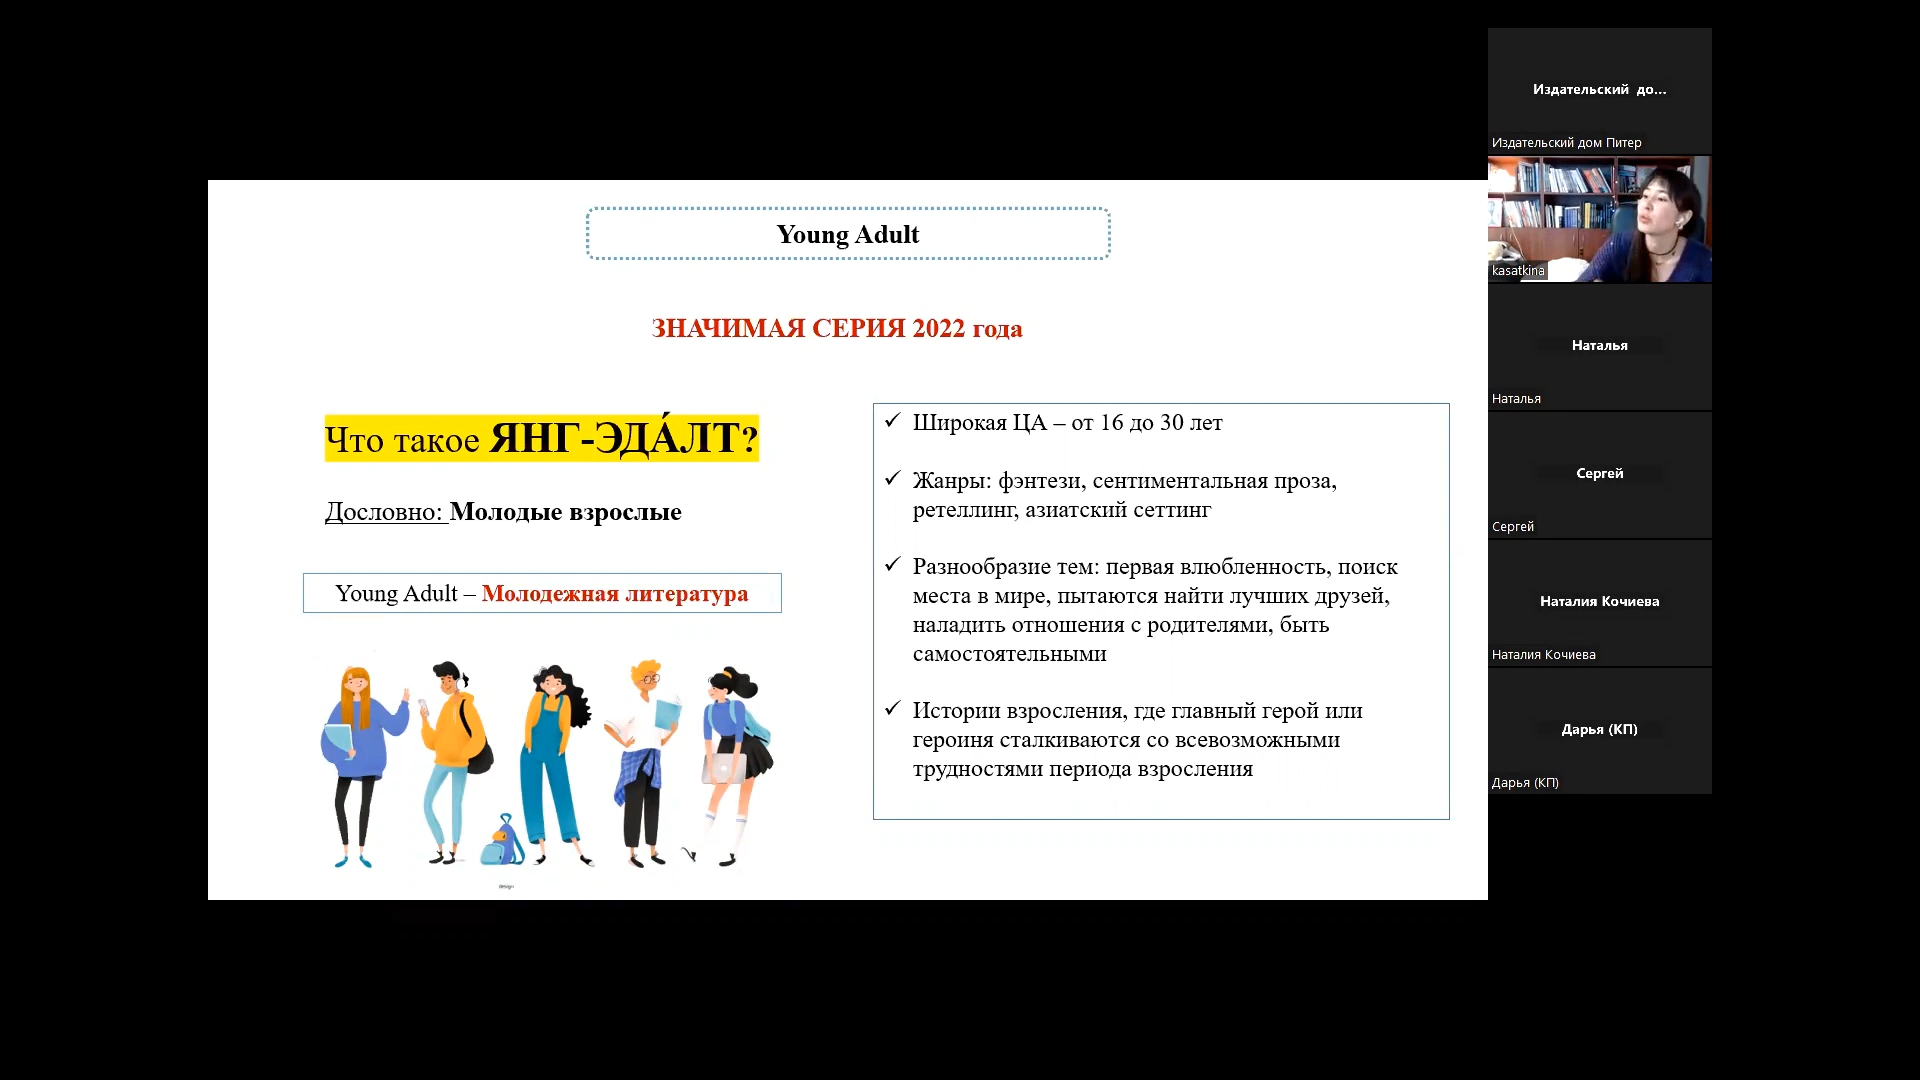 Young Adult
ЗНАЧИМАЯ СЕРИЯ 2022 года
Что такое ЯНГ-ЭДА́ЛТ?
Дословно: Молодые взрослые
Young Adult – Молодежная литература
design
✓ Широкая ЦА – от 16 до 30 лет
✓ Жанры: фэнтези, сентиментальная проза,
ретеллинг, азиатский сеттинг
✓ Разнообразие тем: первая влюбленность, поиск
места в мире, пытаются найти лучших друзей,
наладить отношения с родителями, быть
самостоятельными
✓ Истории взросления, где главный герой или
героиня сталкиваются со всевозможными
трудностями периода взросления
Издательский до...
Издательский дом Питер
kasatkina
Наталья
Наталья
Сергей
Сергей
Наталия Кочиева
Наталия Кочиева
Дарья (КП)
Дарья (КП)